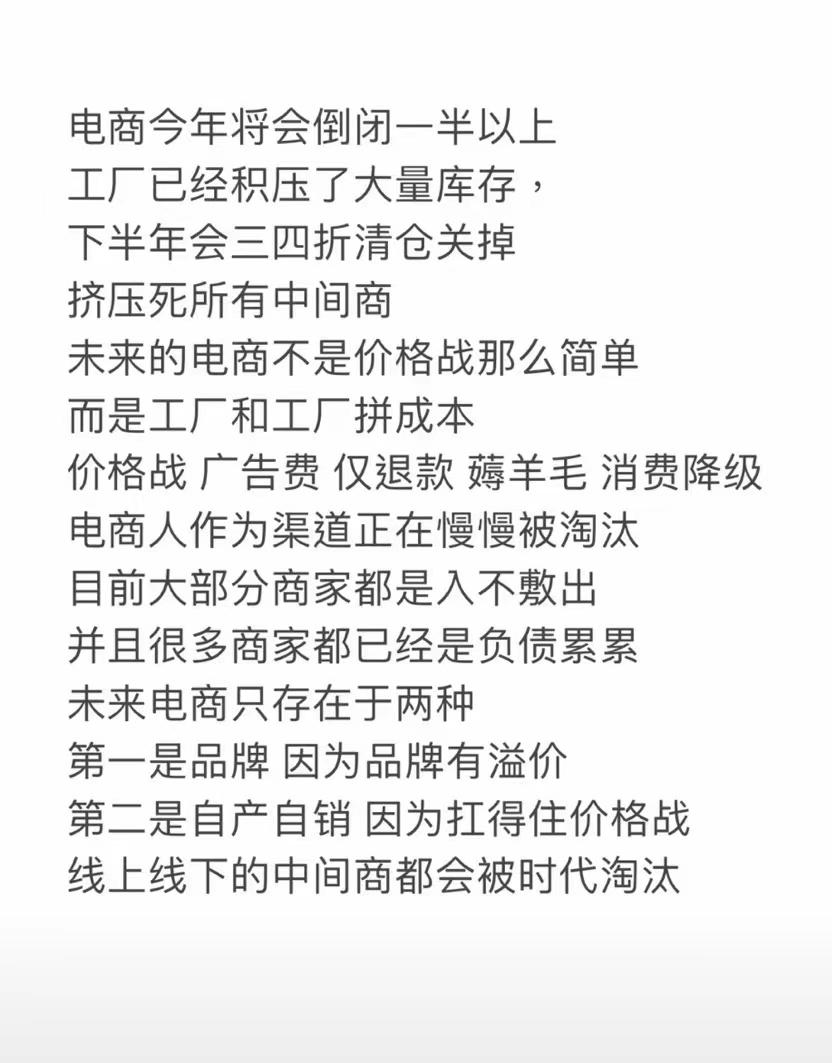 电商今年将会倒闭一半以上
工厂已经积压了大量库存，
下半年会三四折清仓关掉
挤压死所有中间商
未来的电商不是价格战那么简单
而是工厂和工厂拼成本
价格战 广告费 仅退款 薅羊毛 消费降级
电商人作为渠道正在慢慢被淘汰
目前大部分商家都是入不敷出
并且很多商家都已经是负债累累
未来电商只存在于两种
第一是品牌 因为品牌有溢价
第二是自产自销 因为扛得住价格战
线上线下的中间商都会被时代淘汰